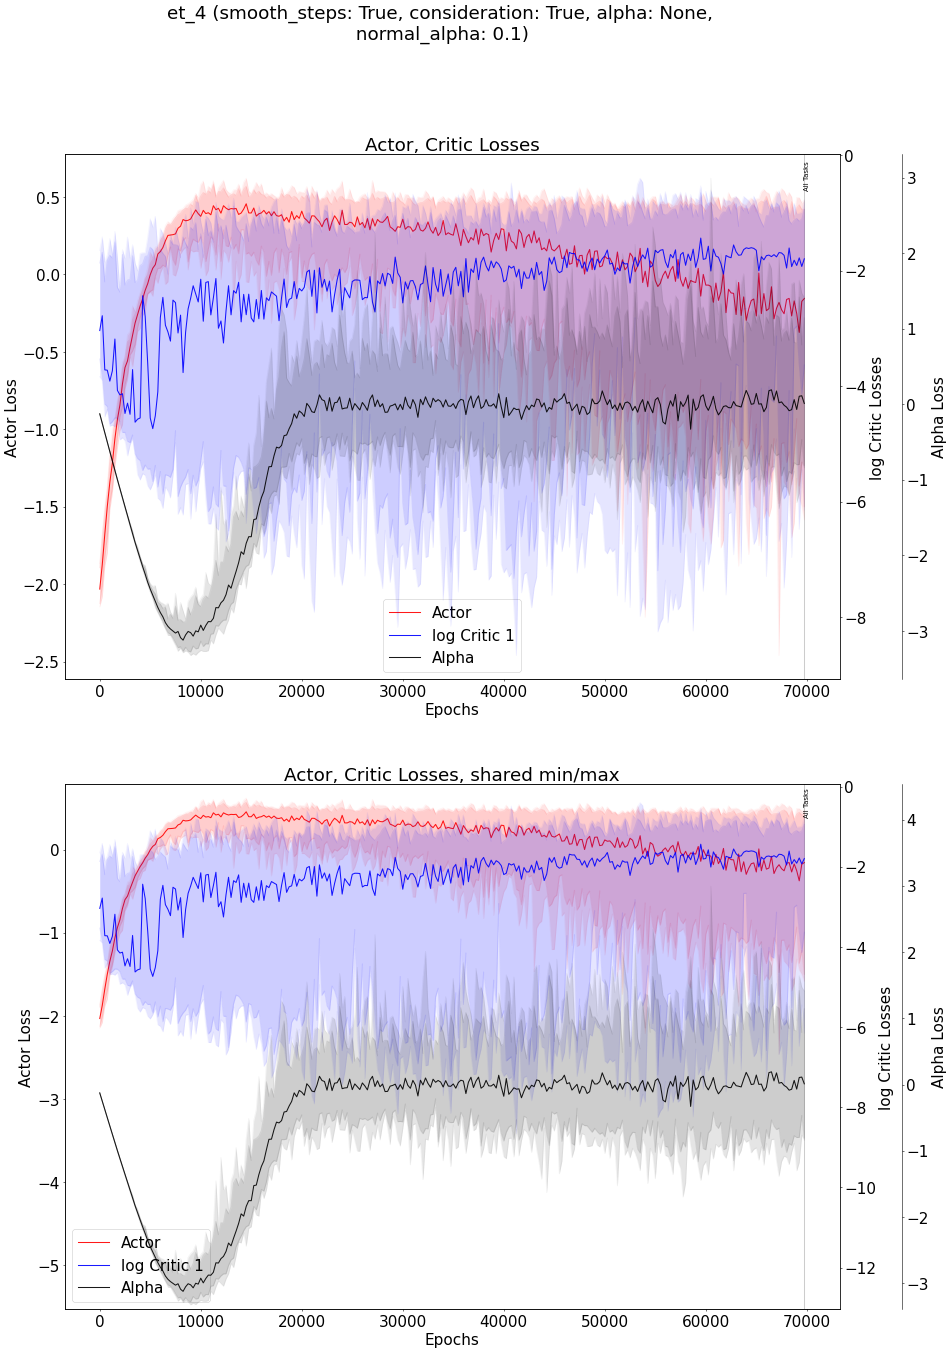 et_4 (smooth_steps: True, consideration: True, alpha: None,
normal_alpha: 0.1)
Actor, Critic Losses
All Tasks
0.5
0.0
−0.5
−1.0
−1.5
−2.0
−2.5
Actor Loss
0
−2
−4
−6
−8
log Critic Losses
3
2
1
0
−1
−2
−3
Alpha Loss
Actor
log Critic 1
Alpha
0 10000 20000 30000 40000 50000 60000 70000
Epochs
Actor, Critic Losses, shared min/max
All Tasks
0
−1
−2
−3
−4
−5
Actor Loss
0
−2
−4
−6
−8
−10
−12
log Critic Losses
4
3
2
1
0
−1
−2
−3
Alpha Loss
Actor
log Critic 1
Alpha
0 10000 20000 30000 40000 50000 60000 70000
Epochs